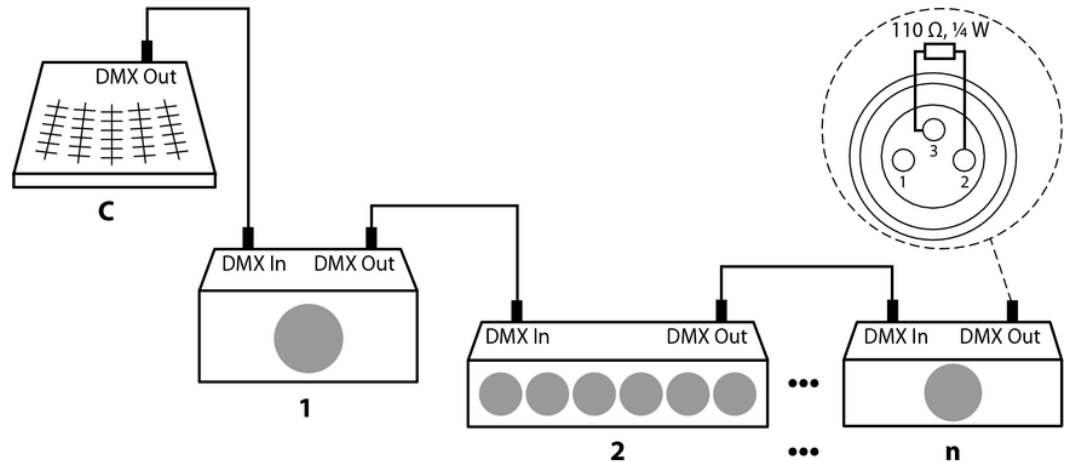 110 Ω, ¼ W
3
1
2
DMX Out
C
DMX In DMX Out
1
DMX In DMX Out
2
•••
•••
DMX In DMX Out
n